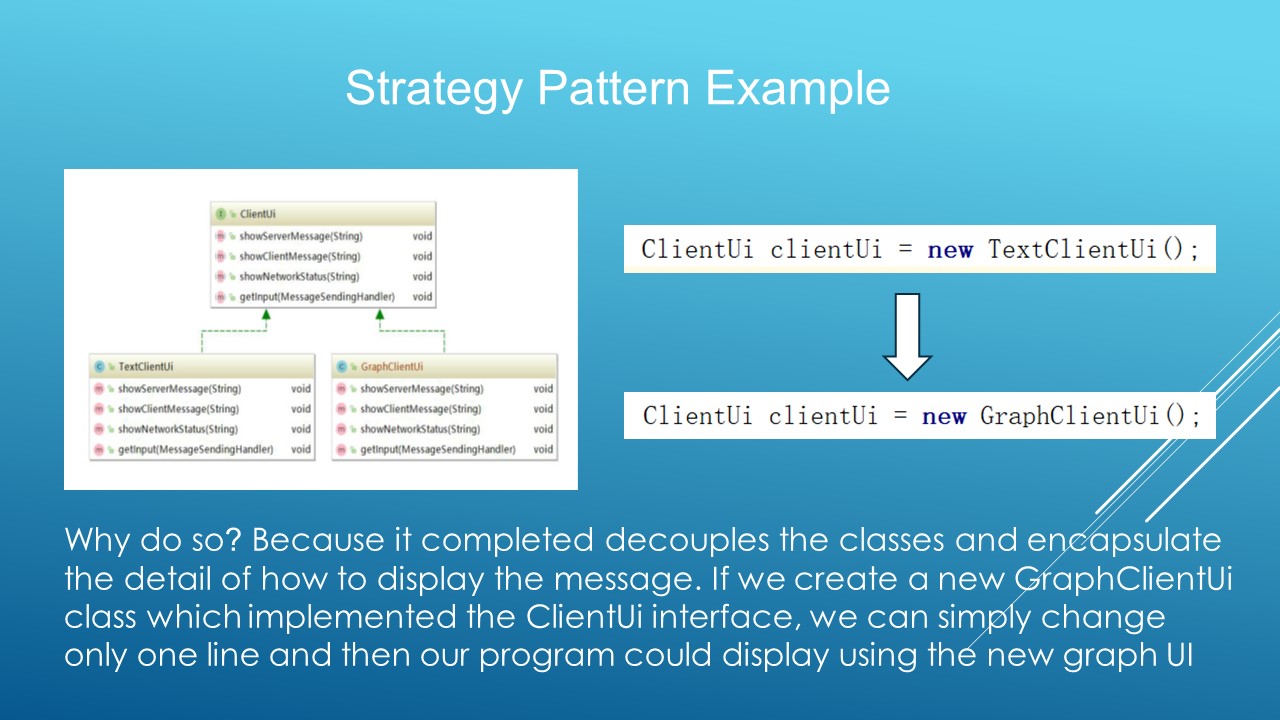 Strategy Pattern Example
ClientUi
showServerMessage(String) void
showClientMessage(String) void
showNetworkStatus(String) void
getInput(MessageSendingHandler) void
TextClientUi
showServerMessage(String) void
showClientMessage(String) void
showNetworkStatus(String) void
getInput(MessageSendingHandler) void
GraphClientUi
showServerMessage(String) void
showClientMessage(String) void
showNetworkStatus(String) void
getInput(MessageSendingHandler) void
ClientUi clientUi = new TextClientUi();
ClientUi clientUi = new GraphClientUi();
Why do so? Because it completed decouples the classes and encapsulate
the detail of how to display the message. If we create a new GraphClientUi
class which implemented the ClientUi interface, we can simply change
only one line and then our program could display using the new graph UI